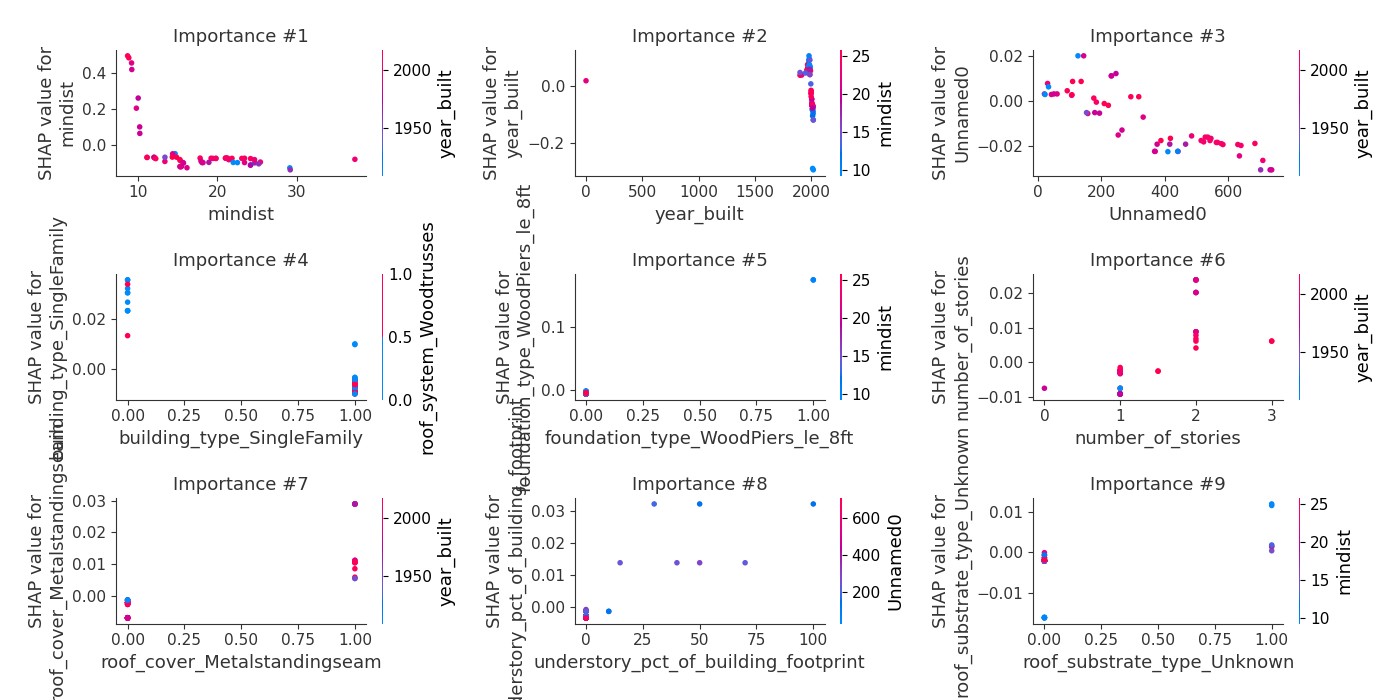 Importance #1
SHAP value for
mindist
0.4
0.2
0.0
10
20
30
mindist
2000
1950
year_built
Importance #2
SHAP value for
year_built
0.0
−0.2
0
500
1000
1500
2000
year_built
25
20
15
10
mindist
Importance #3
SHAP value for
Unnamed0
0.02
0.00
−0.02
0
200
400
600
Unnamed0
2000
1950
year_built
Importance #4
SHAP value for
building_type_SingleFamily
0.02
0.00
0.00
0.25
0.50
0.75
1.00
building_type_SingleFamily
1.0
0.5
0.0
roof_system_Woodtrusses
Importance #5
SHAP value for
foundation_type_WoodPiers_le_8ft
0.1
0.0
0.00
0.25
0.50
0.75
1.00
foundation_type_WoodPiers_le_8ft
25
20
15
10
mindist
Importance #6
SHAP value for
number_of_stories
0.02
0.01
0.00
−0.01
0
1
2
3
number_of_stories
2000
1950
year_built
Importance #7
SHAP value for
roof_cover_Metalstandingseam
0.03
0.02
0.01
0.00
0.00
0.25
0.50
0.75
1.00
roof_cover_Metalstandingseam
2000
1950
year_built
Importance #8
SHAP value for
derstory_pct_of_building_footprint
0.03
0.02
0.01
0.00
0
25
50
75
100
understory_pct_of_building_footprint
600
400
200
Unnamed0
Importance #9
SHAP value for
roof_substrate_type_Unknown
0.01
0.00
−0.01
0.00
0.25
0.50
0.75
1.00
roof_substrate_type_Unknown
25
20
15
10
mindist